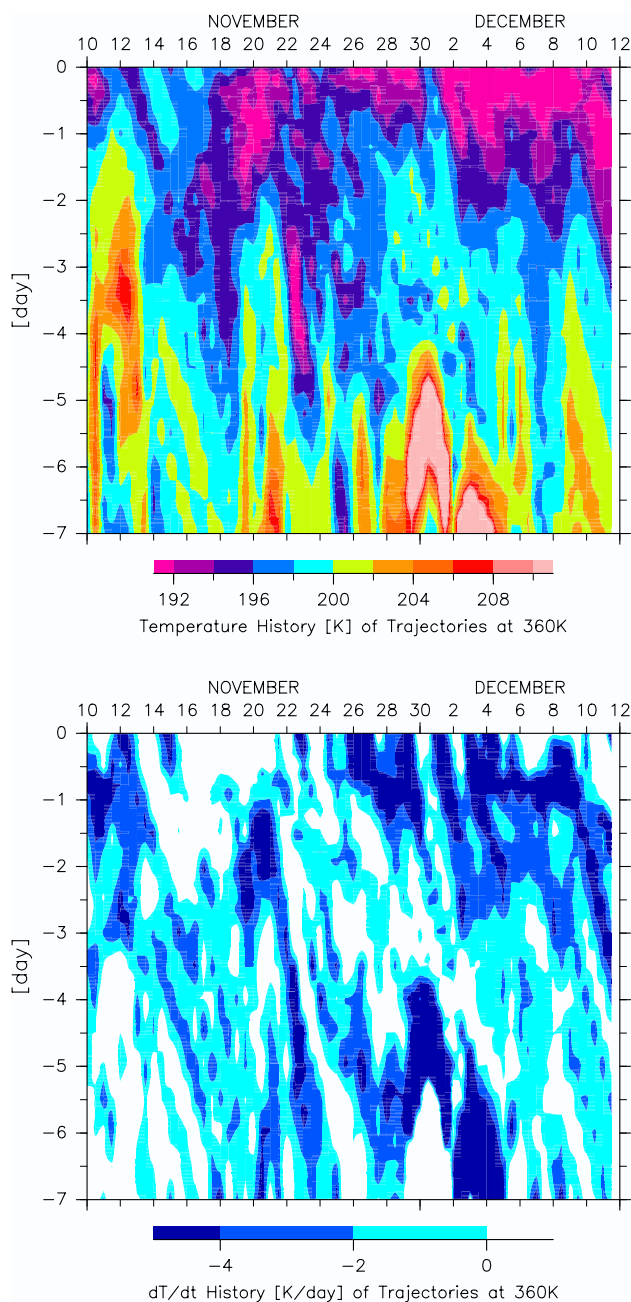 NOVEMBER DECEMBER
10 12 14 16 18 20 22 24 26 28 30 2 4 6 8 10 12
0
−1
−2
−3
−4
−5
−6
−7
[day]
192 196 200 204 208
Temperature History [K] of Trajectories at 360K
NOVEMBER DECEMBER
10 12 14 16 18 20 22 24 26 28 30 2 4 6 8 10 12
0
−1
−2
−3
−4
−5
−6
−7
[day]
−4 −2 0
dT/dt History [K/day] of Trajectories at 360K